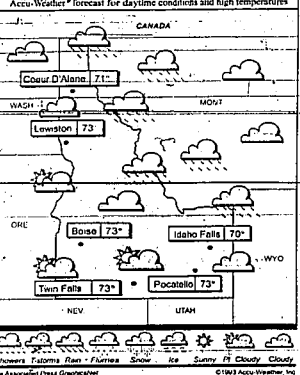 Accu-Weather® forecast for daytime conditions and high temperatures
CANADA
Coeur D'Alene 71°
WASH
MONT
Lewiston 73°
ORE
Boise 73°
Idaho Falls 70°
WYO
Twin Falls 73°
Pocatello 73°
NEV
UTAH
Showers T-storms Rain Flurries Snow Ice Sunny Pt Cloudy Cloudy
Associated Press GraphicsNet ©1993 Accu-Weather, Inc